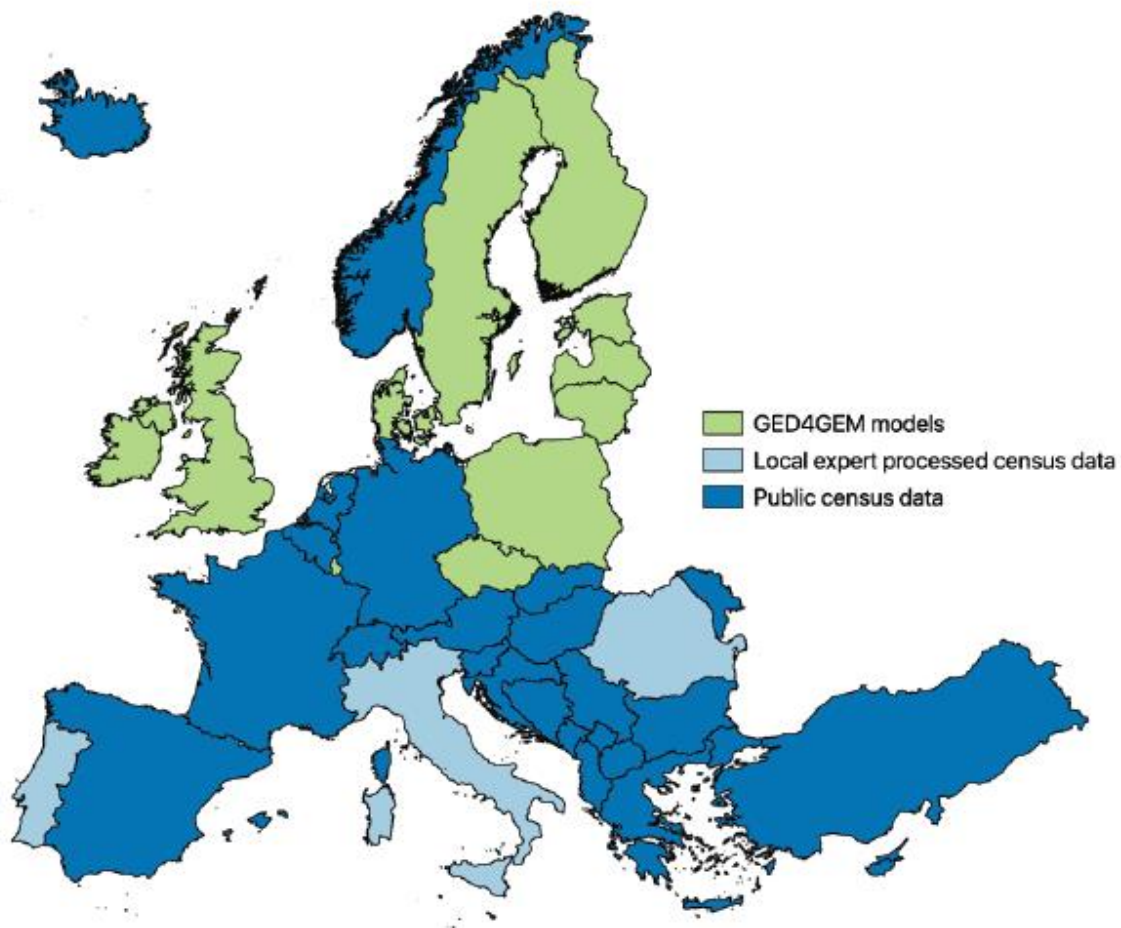 GED4GEM models
Local expert processed census data
Public census data